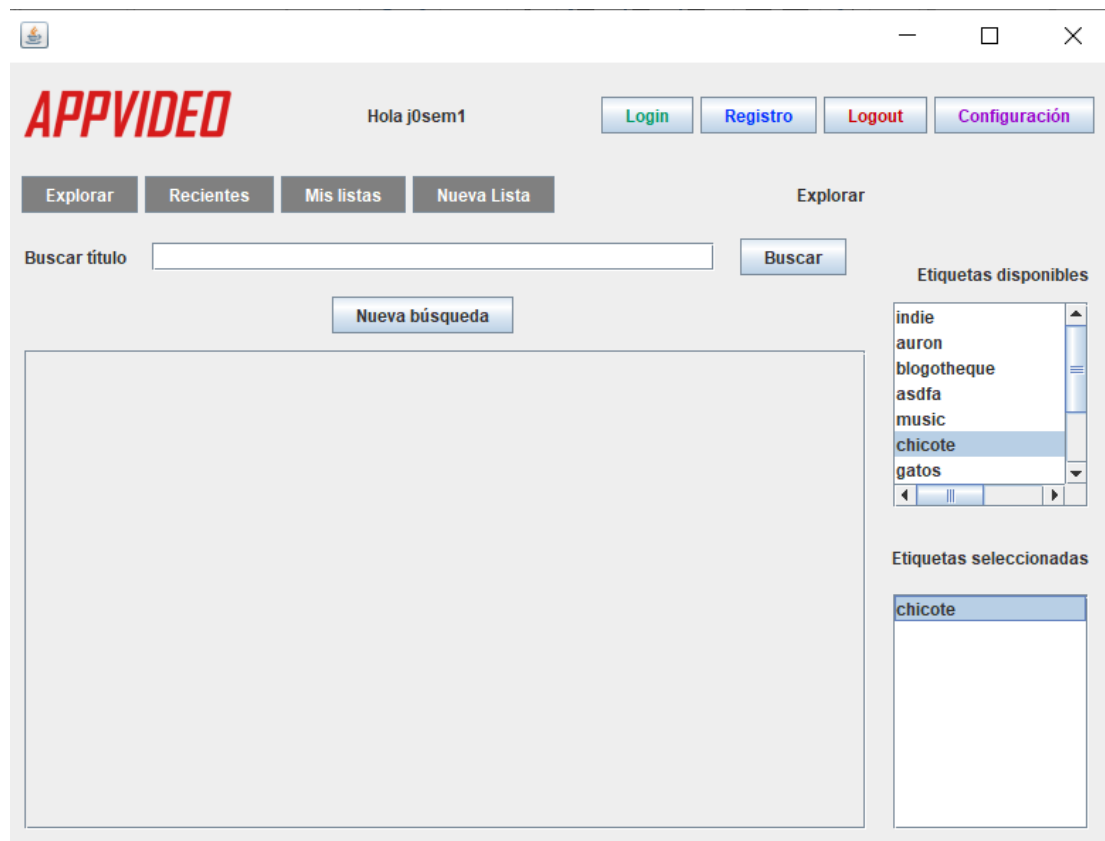 APPVIDEO
Hola j0sem1
Login
Registro
Logout
Configuración
Explorar
Recientes
Mis listas
Nueva Lista
Explorar
Buscar título
Buscar
Nueva búsqueda
Etiquetas disponibles
indie
auron
blogotheque
asdfa
music
chicote
gatos
Etiquetas seleccionadas
chicote